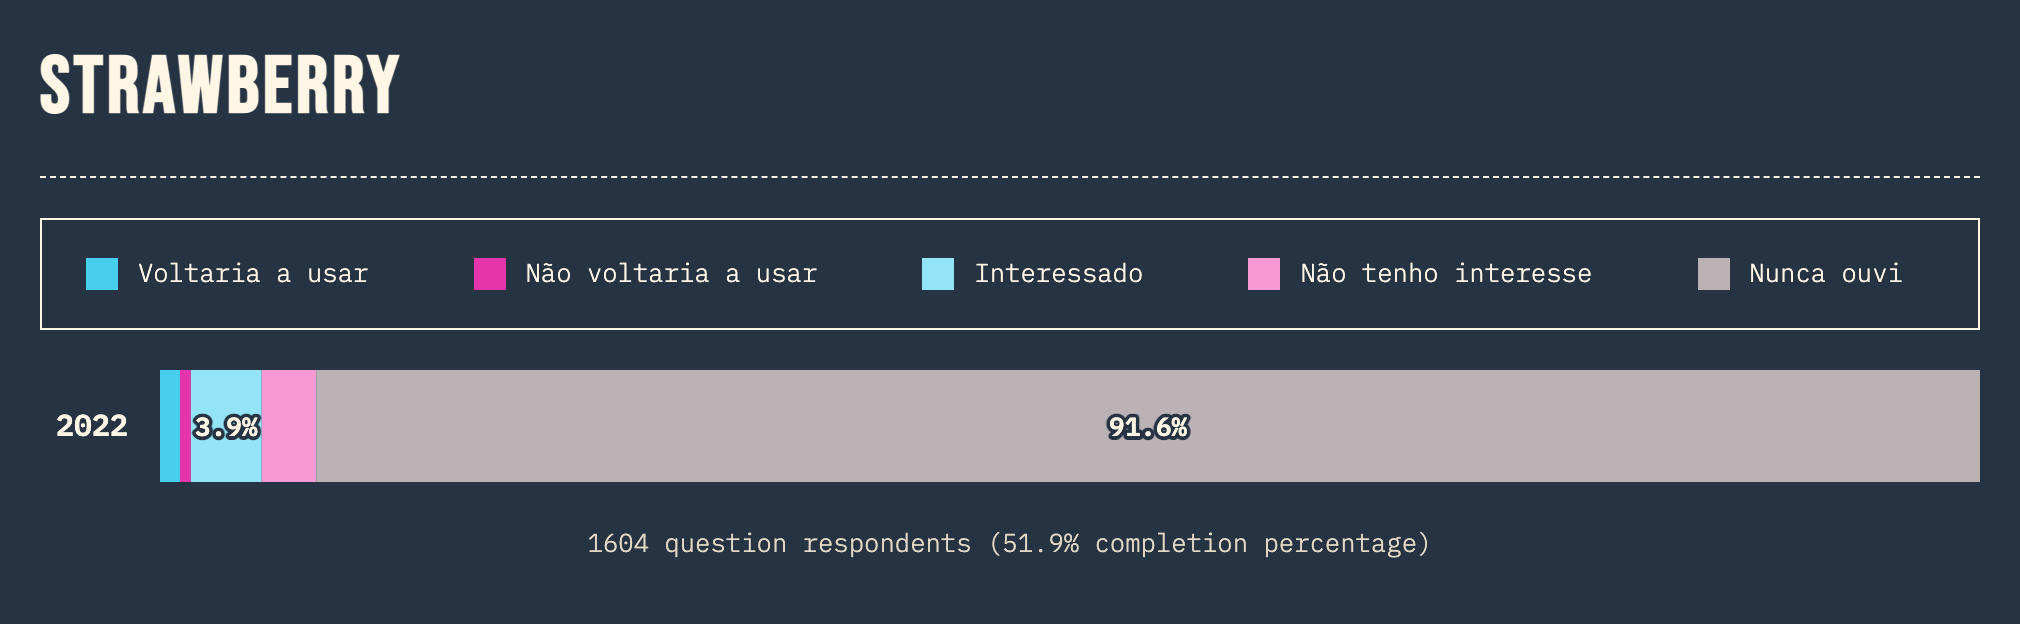 STRAWBERRY
Voltaria a usar Não voltaria a usar Interessado Não tenho interesse Nunca ouvi
2022 3.9% 91.6%
1604 question respondents (51.9% completion percentage)